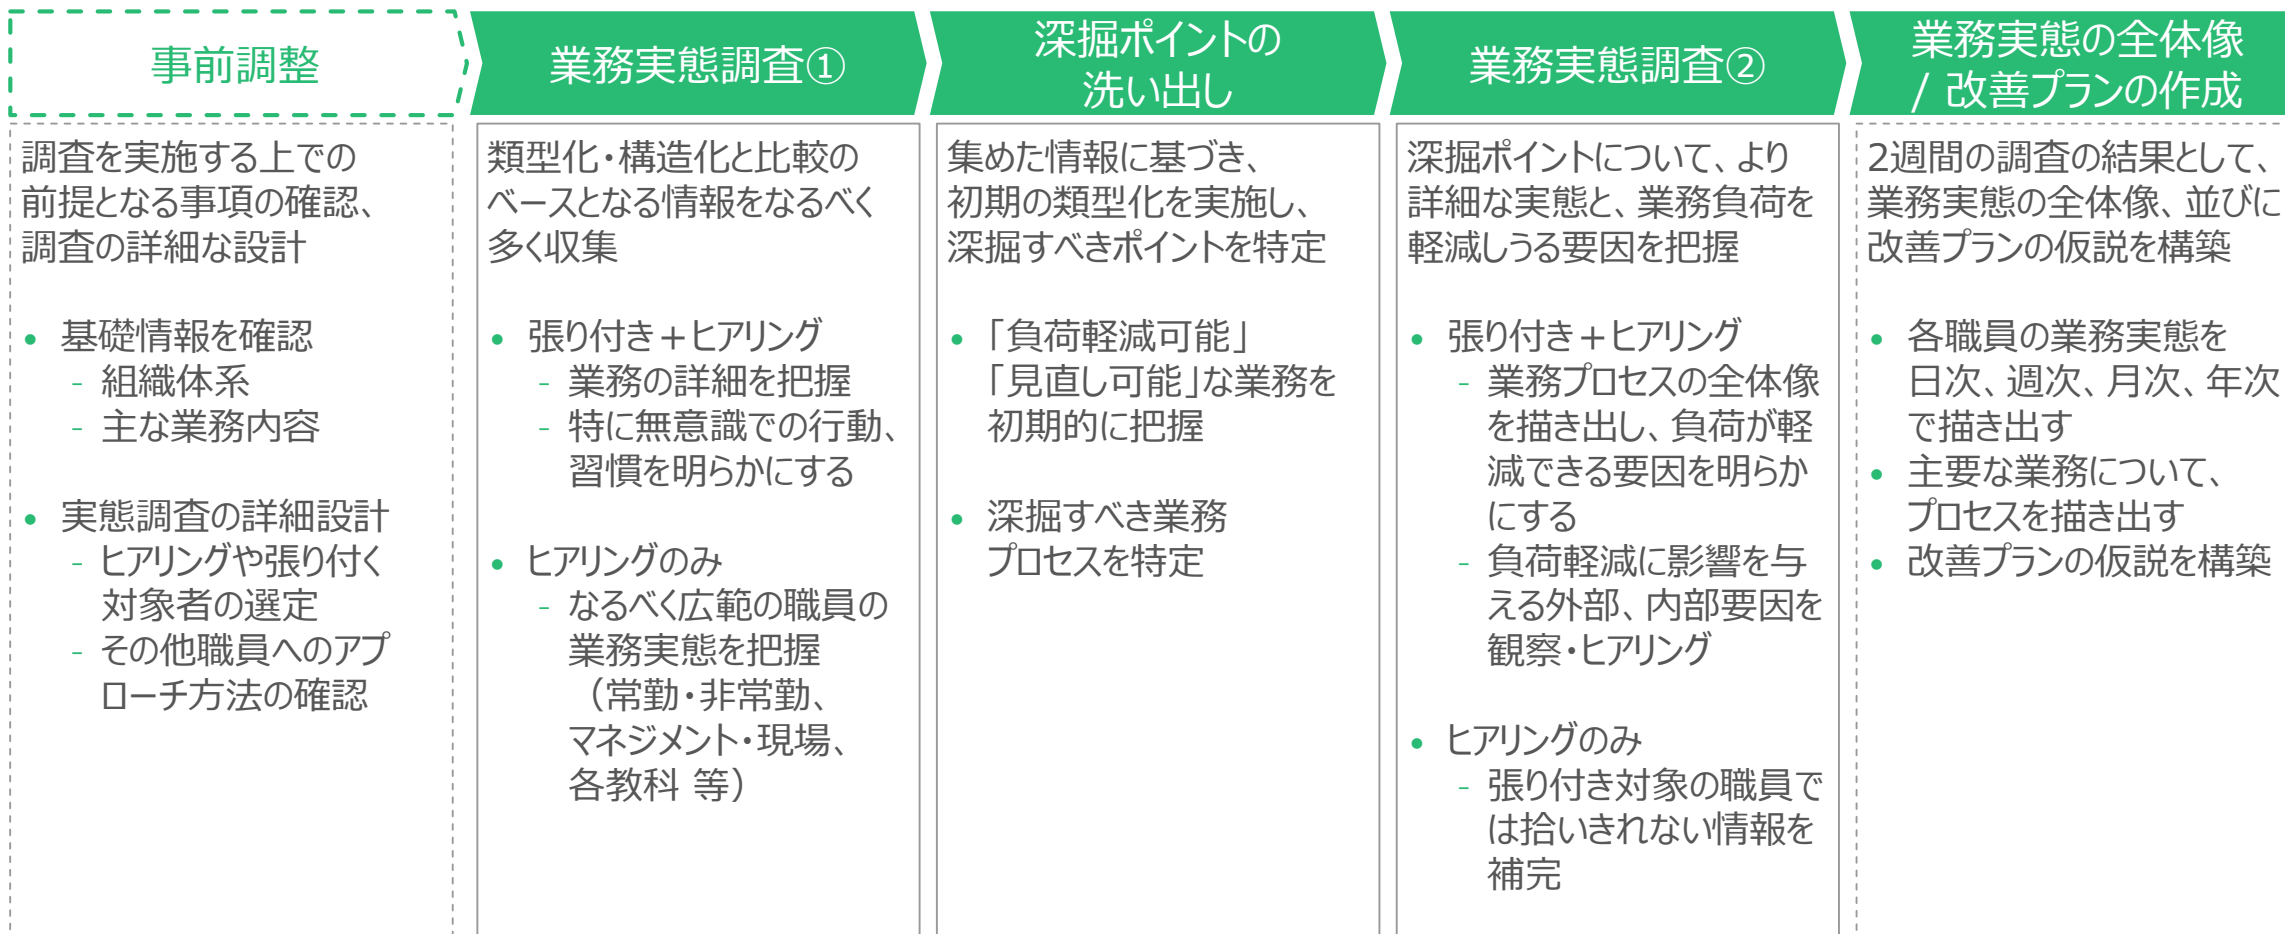 事前調整
調査を実施する上での
前提となる事項の確認、
調査の詳細な設計
• 基礎情報を確認
- 組織体系
- 主な業務内容
• 実態調査の詳細設計
- ヒアリングや張り付く
対象者の選定
- その他職員へのアプ
ローチ方法の確認
業務実態調査①
類型化・構造化と比較の
ベースとなる情報をなるべく
多く収集
• 張り付き＋ヒアリング
- 業務の詳細を把握
- 特に無意識での行動、
習慣を明らかにする
• ヒアリングのみ
- なるべく広範の職員の
業務実態を把握
（常勤・非常勤、
マネジメント・現場、
各教科 等）
深掘ポイントの
洗い出し
集めた情報に基づき、
初期の類型化を実施し、
深掘すべきポイントを特定
• 「負荷軽減可能」
「見直し可能」な業務を
初期的に把握
• 深掘すべき業務
プロセスを特定
業務実態調査②
深掘ポイントについて、より
詳細な実態と、業務負荷を
軽減しうる要因を把握
• 張り付き＋ヒアリング
- 業務プロセスの全体像
を描き出し、負荷が軽
減できる要因を明らか
にする
- 負荷軽減に影響を与
える外部、内部要因を
観察・ヒアリング
• ヒアリングのみ
- 張り付き対象の職員で
は拾いきれない情報を
補完
業務実態の全体像
/ 改善プランの作成
2週間の調査の結果として、
業務実態の全体像、並びに
改善プランの仮説を構築
• 各職員の業務実態を
日次、週次、月次、年次
で描き出す
• 主要な業務について、
プロセスを描き出す
• 改善プランの仮説を構築